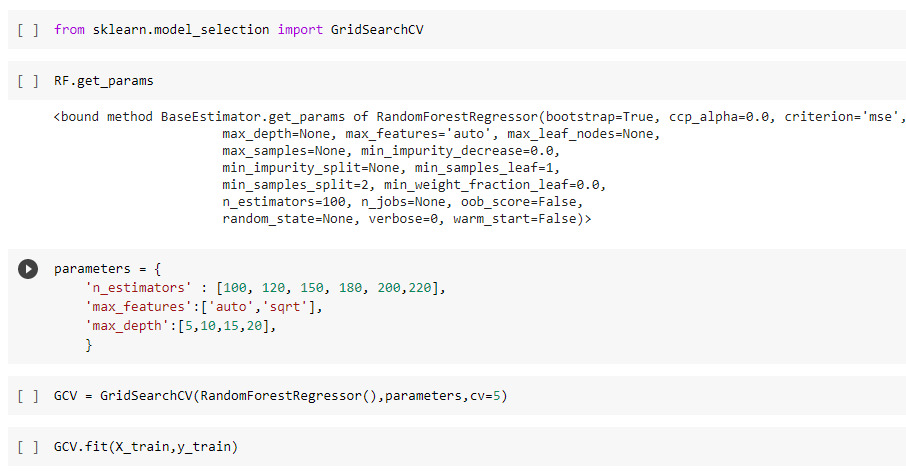 [ ] from sklearn.model_selection import GridSearchCV
[ ] RF.get_params
<bound method BaseEstimator.get_params of RandomForestRegressor(bootstrap=True, ccp_alpha=0.0, criterion='mse',
                      max_depth=None, max_features='auto', max_leaf_nodes=None,
                      max_samples=None, min_impurity_decrease=0.0,
                      min_impurity_split=None, min_samples_leaf=1,
                      min_samples_split=2, min_weight_fraction_leaf=0.0,
                      n_estimators=100, n_jobs=None, oob_score=False,
                      random_state=None, verbose=0, warm_start=False)>
parameters = {
    'n_estimators' : [100, 120, 150, 180, 200,220],
    'max_features':['auto','sqrt'],
    'max_depth':[5,10,15,20],
    }
[ ] GCV = GridSearchCV(RandomForestRegressor(),parameters,cv=5)
[ ] GCV.fit(X_train,y_train)